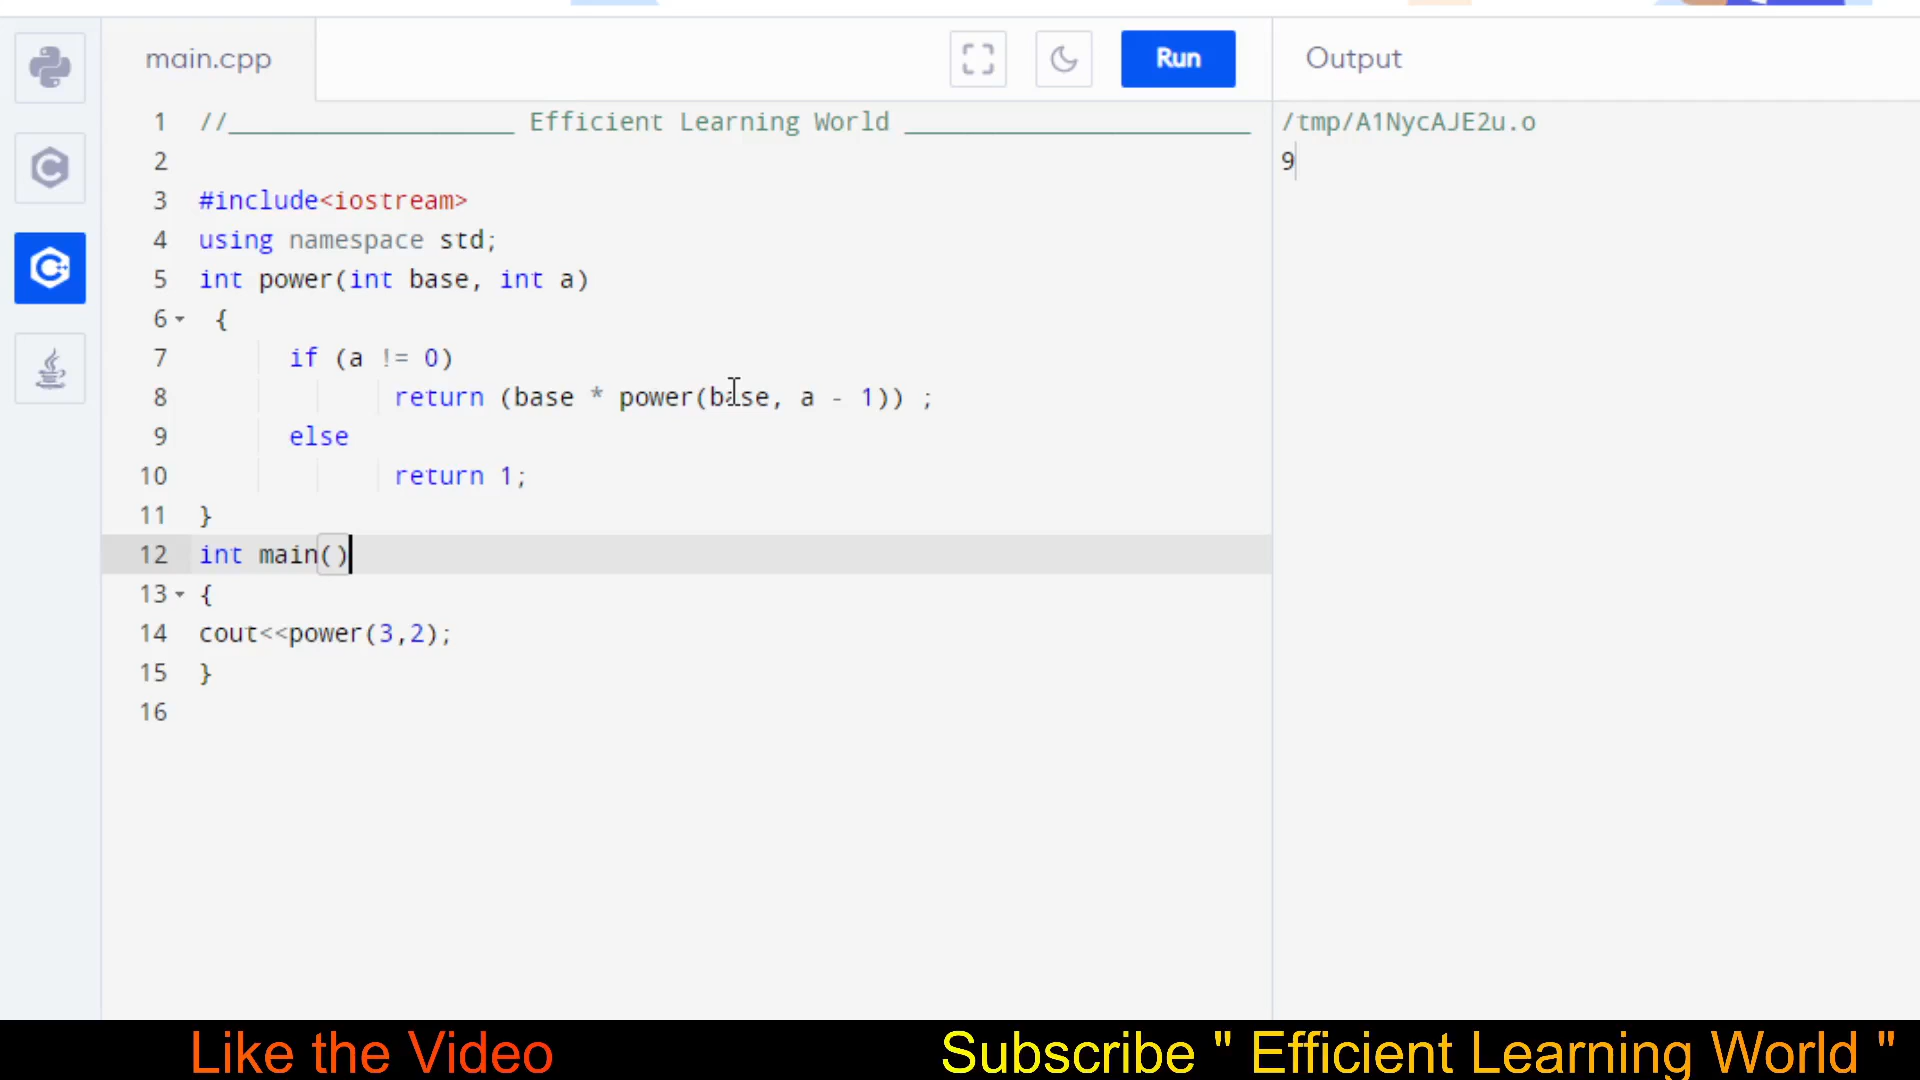 main.cpp
Run
Output
1 //___________________ Efficient Learning World _______________________
2
3 #include<iostream>
4 using namespace std;
5 int power(int base, int a)
6 {
7 if (a != 0)
8 return (base * power(base, a - 1)) ;
9 else
10 return 1;
11 }
12 int main()
13 {
14 cout<<power(3,2);
15 }
16
/tmp/A1NycAJE2u.o
9
Like the Video
Subscribe " Efficient Learning World "